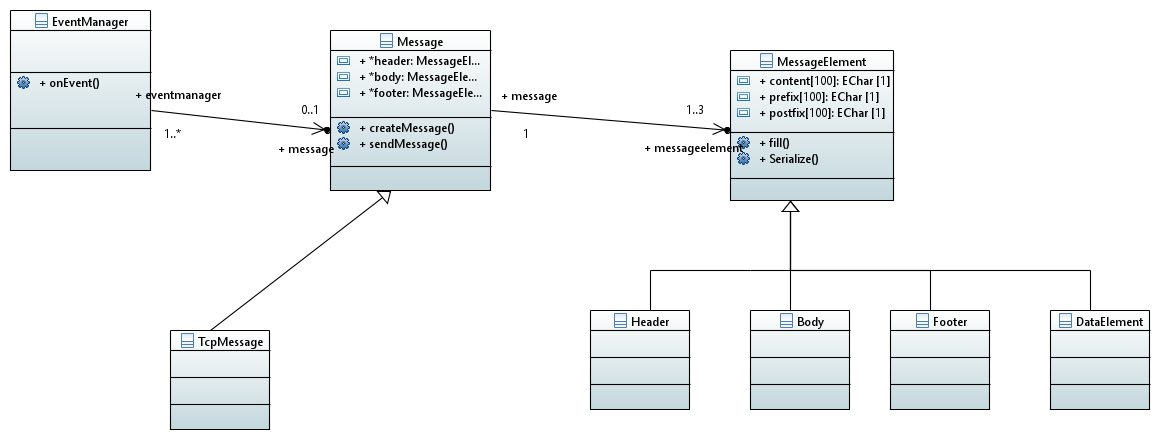 EventManager
+ onEvent()
+ eventmanager
1..*
0..1
+ message
Message
+ *header: MessageEl...
+ *body: MessageEle...
+ *footer: MessageEle...
+ createMessage()
+ sendMessage()
+ message
1
1..3
+ messageelement
MessageElement
+ content[100]: EChar [1]
+ prefix[100]: EChar [1]
+ postfix[100]: EChar [1]
+ fill()
+ Serialize()
TcpMessage
Header
Body
Footer
DataElement